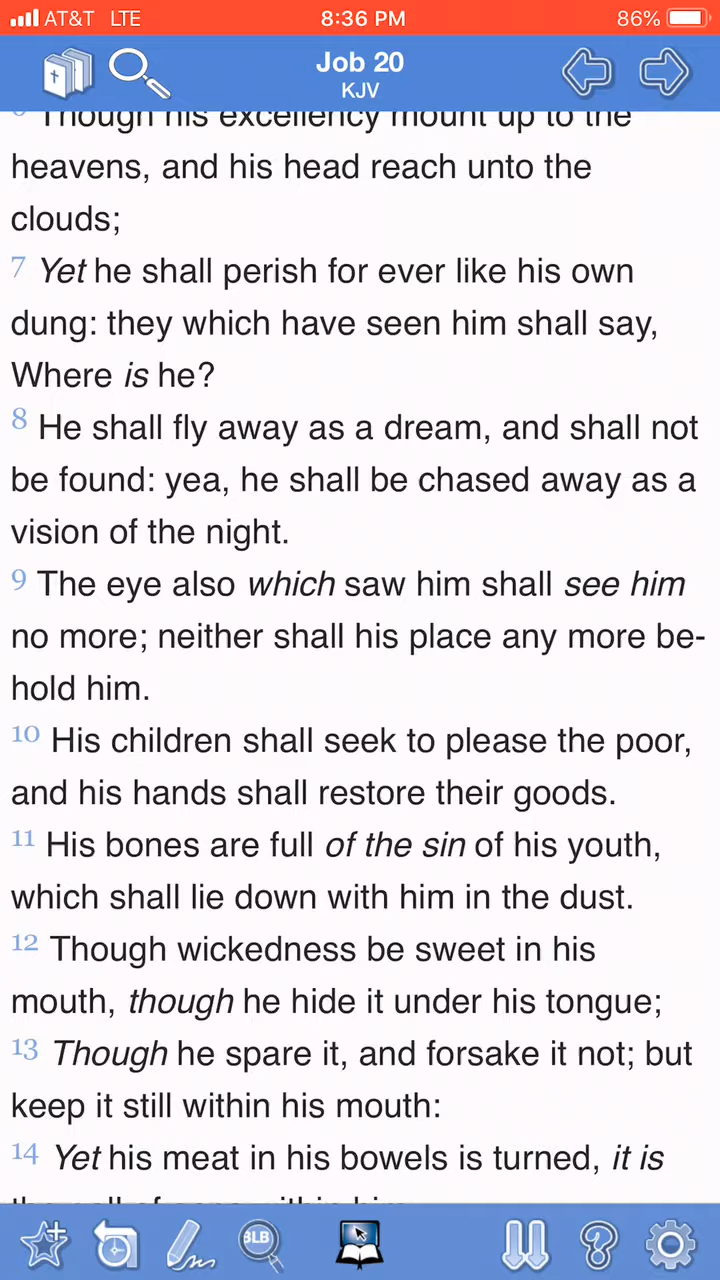 AT&T LTE 8:36 PM 86%
Job 20
KJV
6 Though his excellency mount up to the
heavens, and his head reach unto the
clouds;
7 Yet he shall perish for ever like his own
dung: they which have seen him shall say,
Where is he?
8 He shall fly away as a dream, and shall not
be found: yea, he shall be chased away as a
vision of the night.
9 The eye also which saw him shall see him
no more; neither shall his place any more be-
hold him.
10 His children shall seek to please the poor,
and his hands shall restore their goods.
11 His bones are full of the sin of his youth,
which shall lie down with him in the dust.
12 Though wickedness be sweet in his
mouth, though he hide it under his tongue;
13 Though he spare it, and forsake it not; but
keep it still within his mouth:
14 Yet his meat in his bowels is turned, it is
BLB